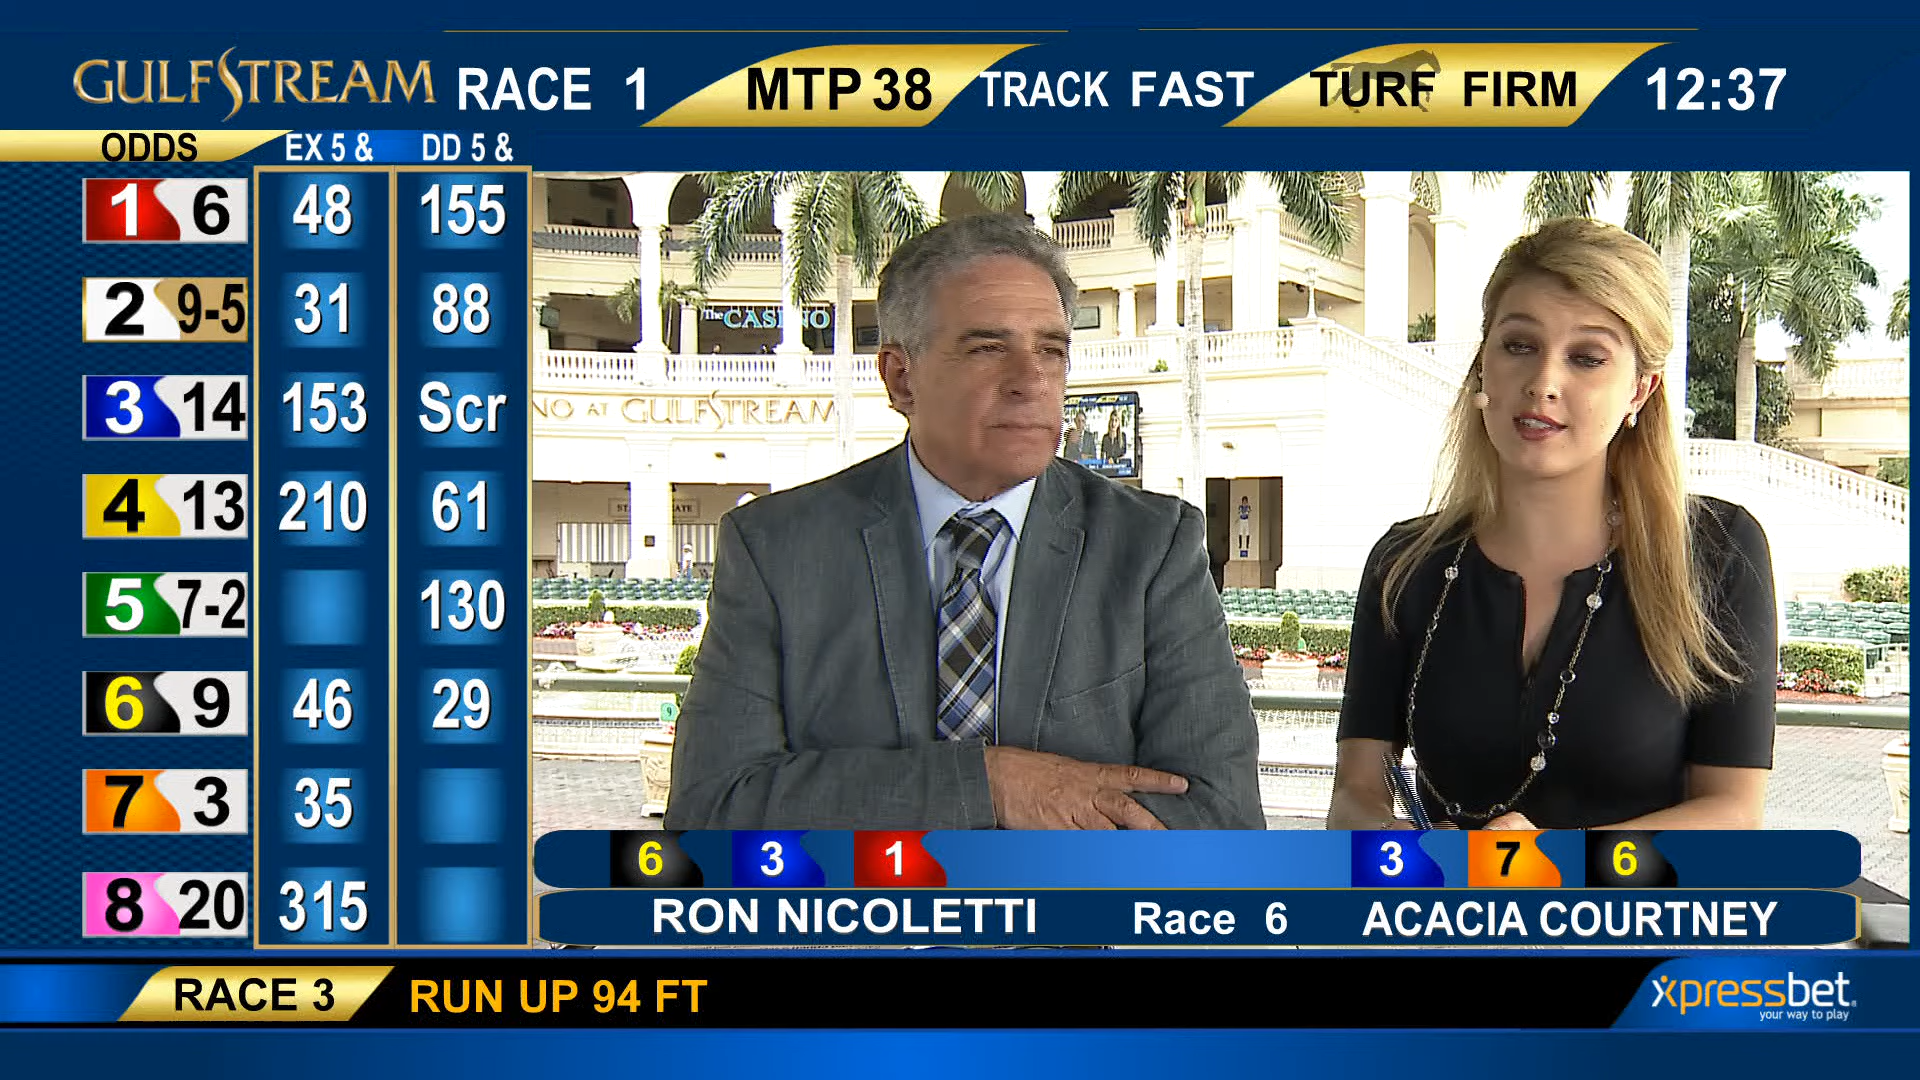 GULFSTREAM RACE 1 MTP 38 TRACK FAST TURF FIRM 12:37
ODDS EX 5 & DD 5 &
1 6 48 155
2 9-5 31 88
3 14 153 Scr
4 13 210 61
5 7-2 130
6 9 46 29
7 3 35
8 20 315
The CASINO
NO AT GULFSTREAM
9
6 3 1 3 7 6
RON NICOLETTI Race 6 ACACIA COURTNEY
RACE 3 RUN UP 94 FT xpressbet
your way to play